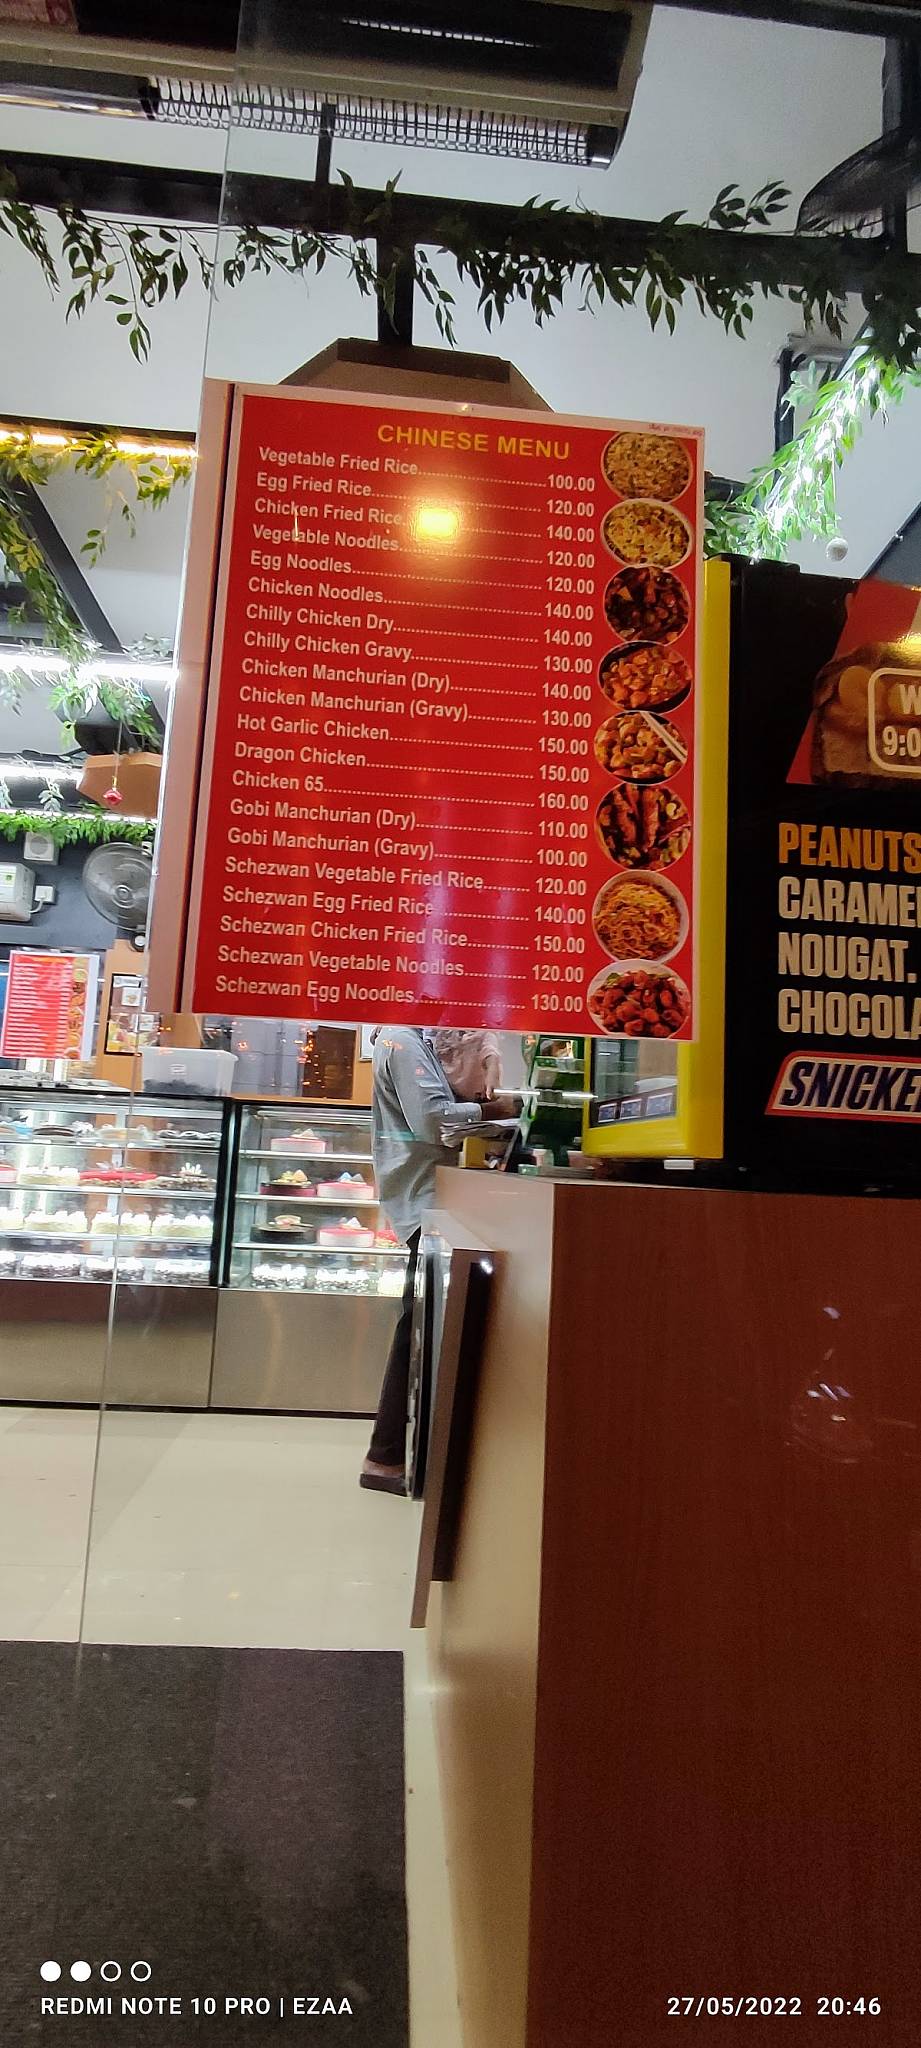 CHINESE MENU
Vegetable Fried Rice 100.00
Egg Fried Rice 120.00
Chicken Fried Rice 140.00
Vegetable Noodles 120.00
Egg Noodles 120.00
Chicken Noodles 140.00
Chilly Chicken Dry 140.00
Chilly Chicken Gravy 130.00
Chicken Manchurian (Dry) 140.00
Chicken Manchurian (Gravy) 130.00
Hot Garlic Chicken 150.00
Dragon Chicken 150.00
Chicken 65 160.00
Gobi Manchurian (Dry) 110.00
Gobi Manchurian (Gravy) 100.00
Schezwan Vegetable Fried Rice 120.00
Schezwan Egg Fried Rice 140.00
Schezwan Chicken Fried Rice 150.00
Schezwan Vegetable Noodles 120.00
Schezwan Egg Noodles 130.00
W
9:0
PEANUTS
CARAME
NOUGAT.
CHOCOLA
SNICKE
REDMI NOTE 10 PRO | EZAA
27/05/2022 20:46